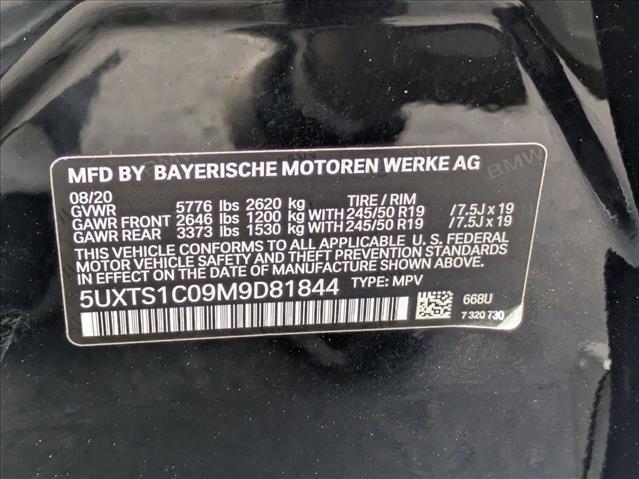 MFD BY BAYERISCHE MOTOREN WERKE AG
08/20
GVWR 5776 lbs 2620 kg TIRE / RIM
GAWR FRONT 2646 lbs 1200 kg WITH 245/50 R19 /7.5J x 19
GAWR REAR 3373 lbs 1530 kg WITH 245/50 R19 /7.5J x 19
THIS VEHICLE CONFORMS TO ALL APPLICABLE U. S. FEDERAL
MOTOR VEHICLE SAFETY, BUMPER AND THEFT PREVENTION
STANDARDS IN EFFECT ON THE DATE OF MANUFACTURE SHOWN ABOVE.
5UXTS1C09M9D81844 TYPE: MPV
668U
7 320 730
BMW